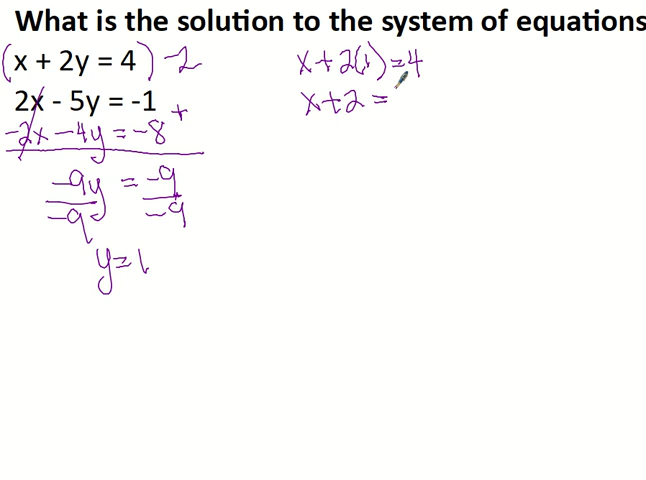 What is the solution to the system of equations
(x + 2y = 4) -2
2x - 5y = -1 +
-2x - 4y = -8
-9y = -9
-9 -9
y = 1
x + 2(1) = 4
x + 2 =